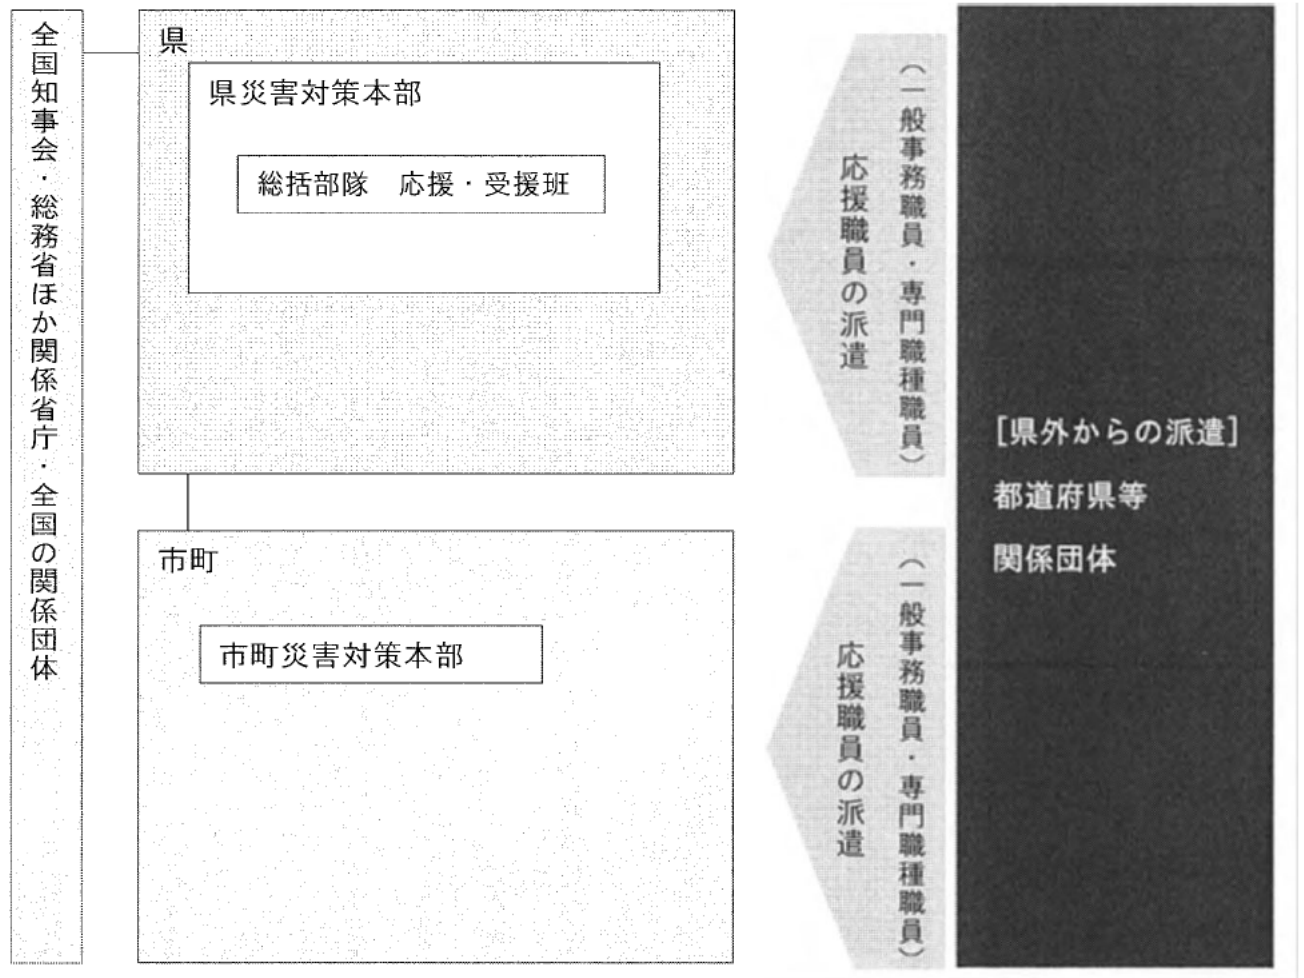 全国知事会・総務省ほか関係省庁・全国の関係団体
県
県災害対策本部
総括部隊　応援・受援班
市町
市町災害対策本部
(一般事務職員・専門職種職員)
応援職員の派遣
(一般事務職員・専門職種職員)
応援職員の派遣
[県外からの派遣]
都道府県等
関係団体